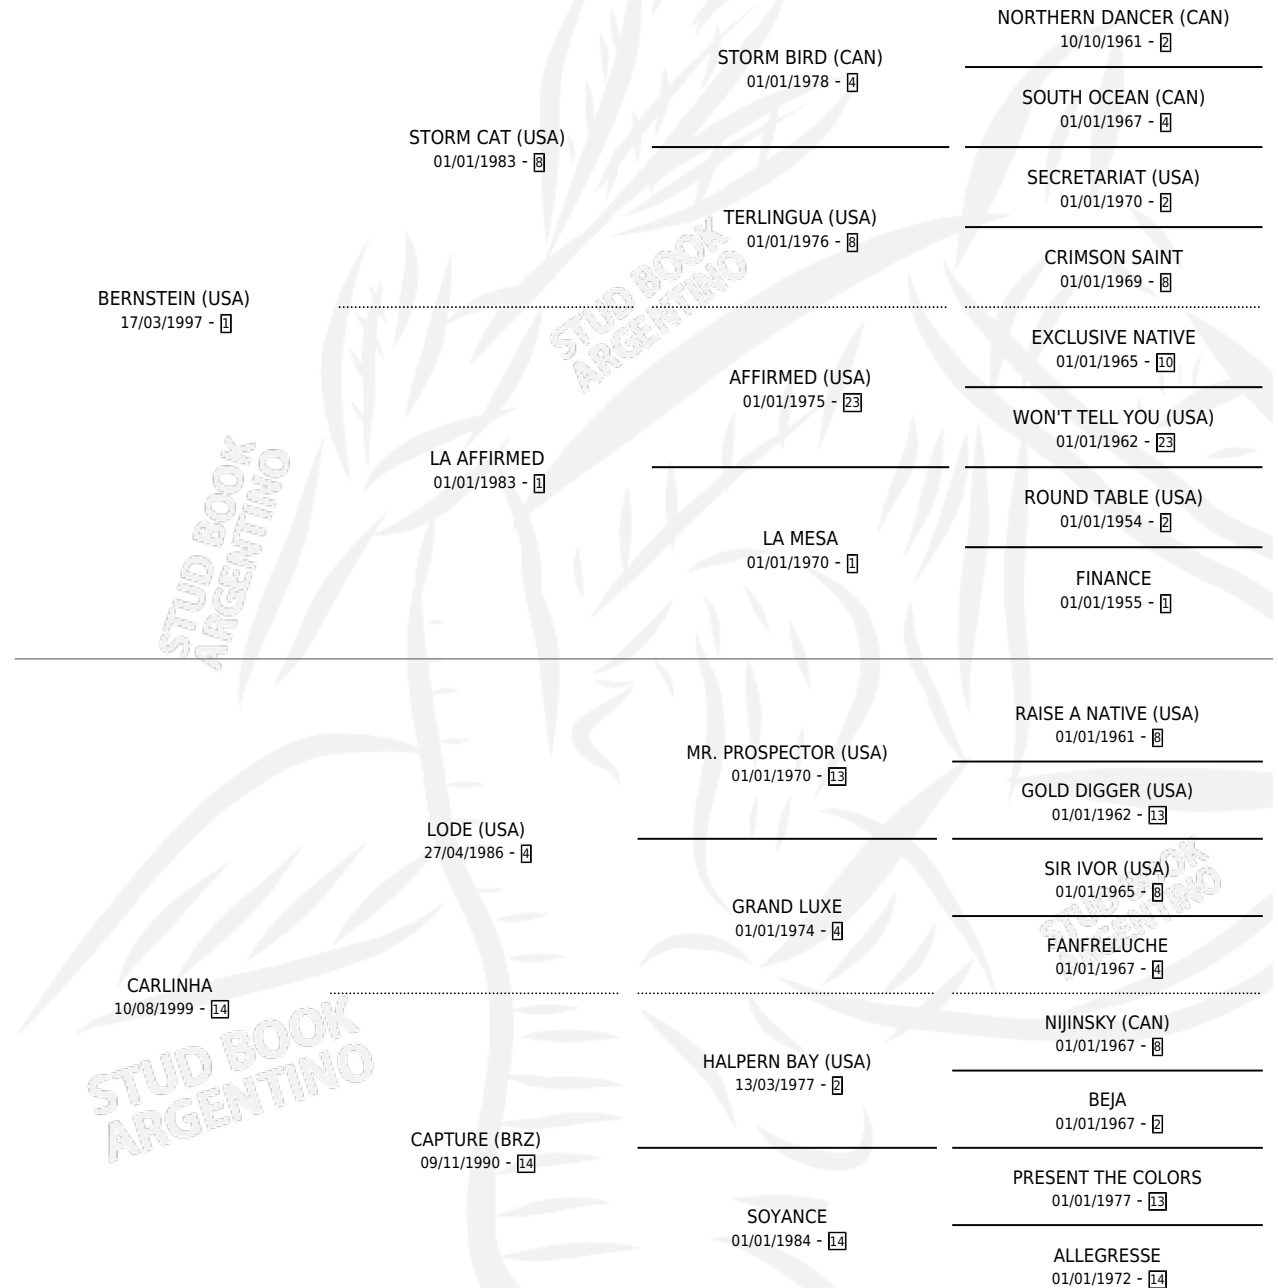 NORTHERN DANCER (CAN)
10/10/1961 - 2
STORM BIRD (CAN)
01/01/1978 - 4
SOUTH OCEAN (CAN)
01/01/1967 - 4
STORM CAT (USA)
01/01/1983 - 8
SECRETARIAT (USA)
01/01/1970 - 2
TERLINGUA (USA)
01/01/1976 - 8
CRIMSON SAINT
01/01/1969 - 8
BERNSTEIN (USA)
17/03/1997 - 1
STUD BOOK
ARGENTINO
EXCLUSIVE NATIVE
01/01/1965 - 10
AFFIRMED (USA)
01/01/1975 - 23
WON'T TELL YOU (USA)
01/01/1962 - 23
LA AFFIRMED
01/01/1983 - 1
ROUND TABLE (USA)
01/01/1954 - 2
LA MESA
01/01/1970 - 1
FINANCE
01/01/1955 - 1
STUD BOOK
ARGENTINO
RAISE A NATIVE (USA)
01/01/1961 - 8
MR. PROSPECTOR (USA)
01/01/1970 - 13
GOLD DIGGER (USA)
01/01/1962 - 13
LODE (USA)
27/04/1986 - 4
SIR IVOR (USA)
01/01/1965 - 8
GRAND LUXE
01/01/1974 - 4
STUD BOOK
ARGENTINO
FANFRELUCHE
01/01/1967 - 4
CARLINHA
10/08/1999 - 14
NIJINSKY (CAN)
01/01/1967 - 8
HALPERN BAY (USA)
13/03/1977 - 2
BEJA
01/01/1967 - 2
STUD BOOK
ARGENTINO
CAPTURE (BRZ)
09/11/1990 - 14
PRESENT THE COLORS
01/01/1977 - 13
SOYANCE
01/01/1984 - 14
ALLEGRESSE
01/01/1972 - 14